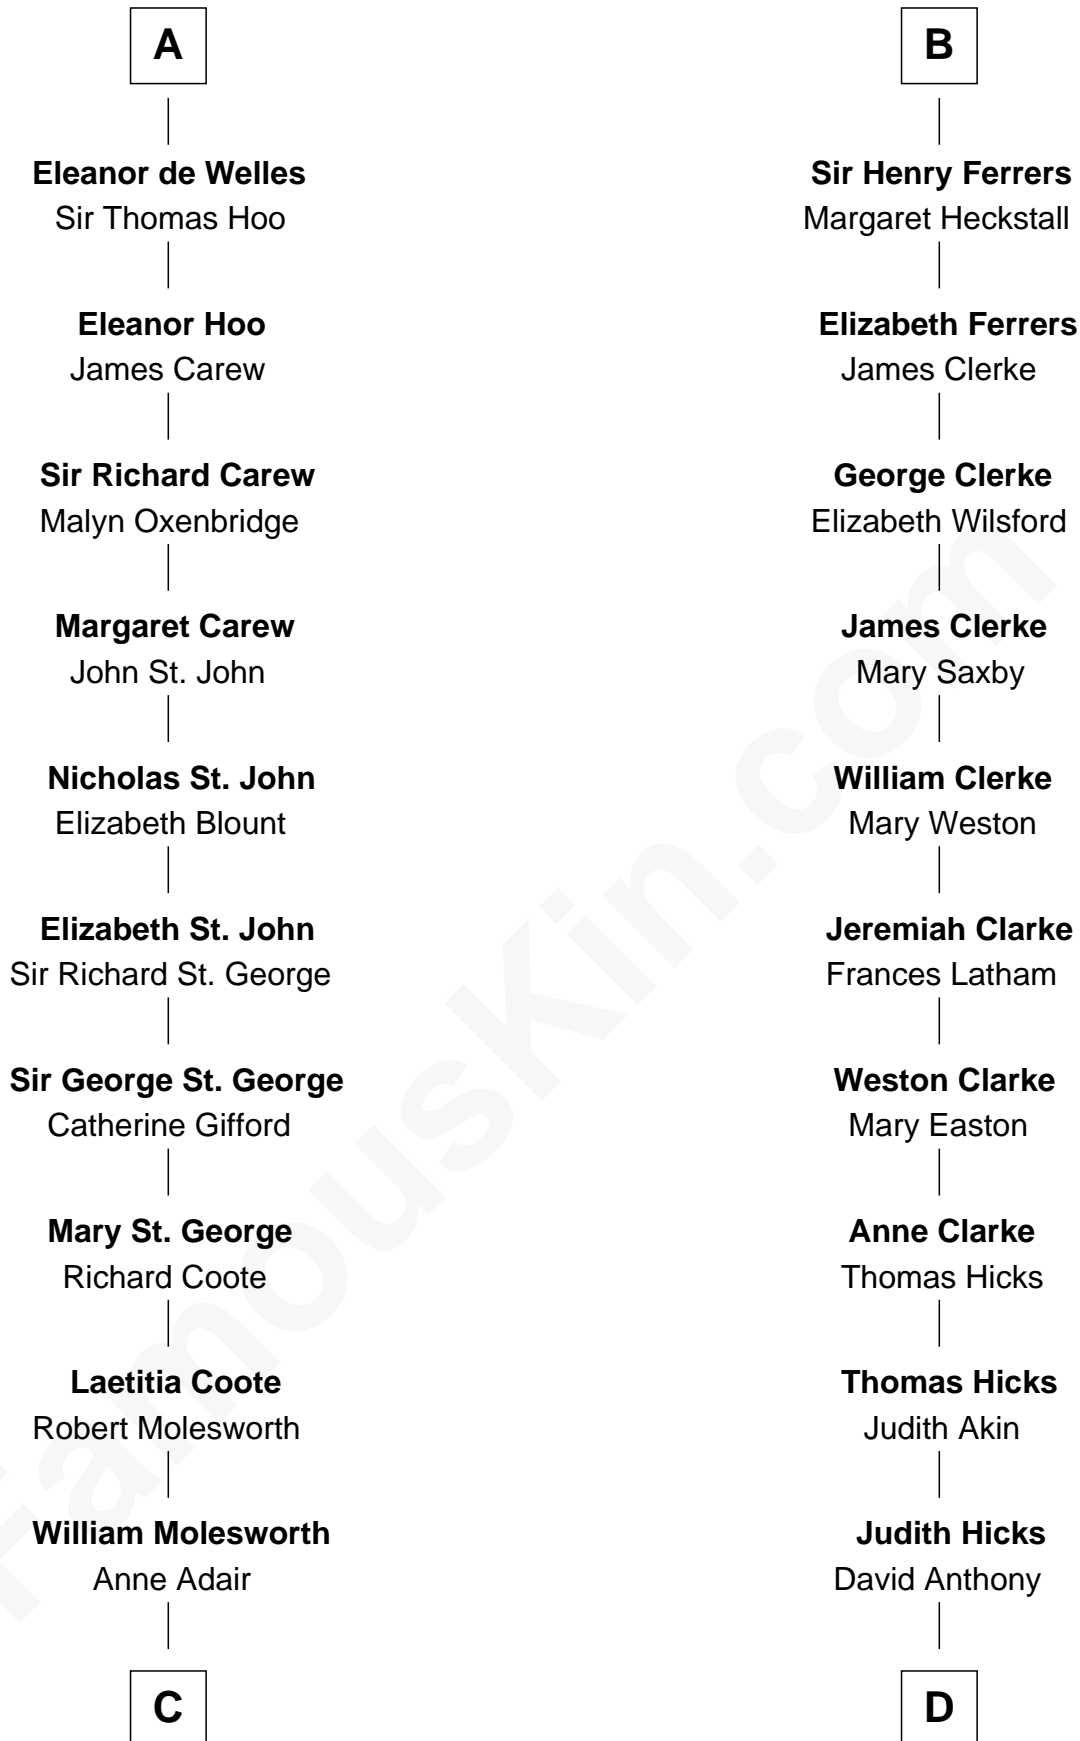 A
Eleanor de Welles
Sir Thomas Hoo
Eleanor Hoo
James Carew
Sir Richard Carew
Malyn Oxenbridge
Margaret Carew
John St. John
Nicholas St. John
Elizabeth Blount
Elizabeth St. John
Sir Richard St. George
Sir George St. George
Catherine Gifford
Mary St. George
Richard Coote
Laetitia Coote
Robert Molesworth
William Molesworth
Anne Adair
C
B
Sir Henry Ferrers
Margaret Heckstall
Elizabeth Ferrers
James Clerke
George Clerke
Elizabeth Wilsford
James Clerke
Mary Saxby
William Clerke
Mary Weston
Jeremiah Clarke
Frances Latham
Weston Clarke
Mary Easton
Anne Clarke
Thomas Hicks
Thomas Hicks
Judith Akin
Judith Hicks
David Anthony
D
FamousKin.com